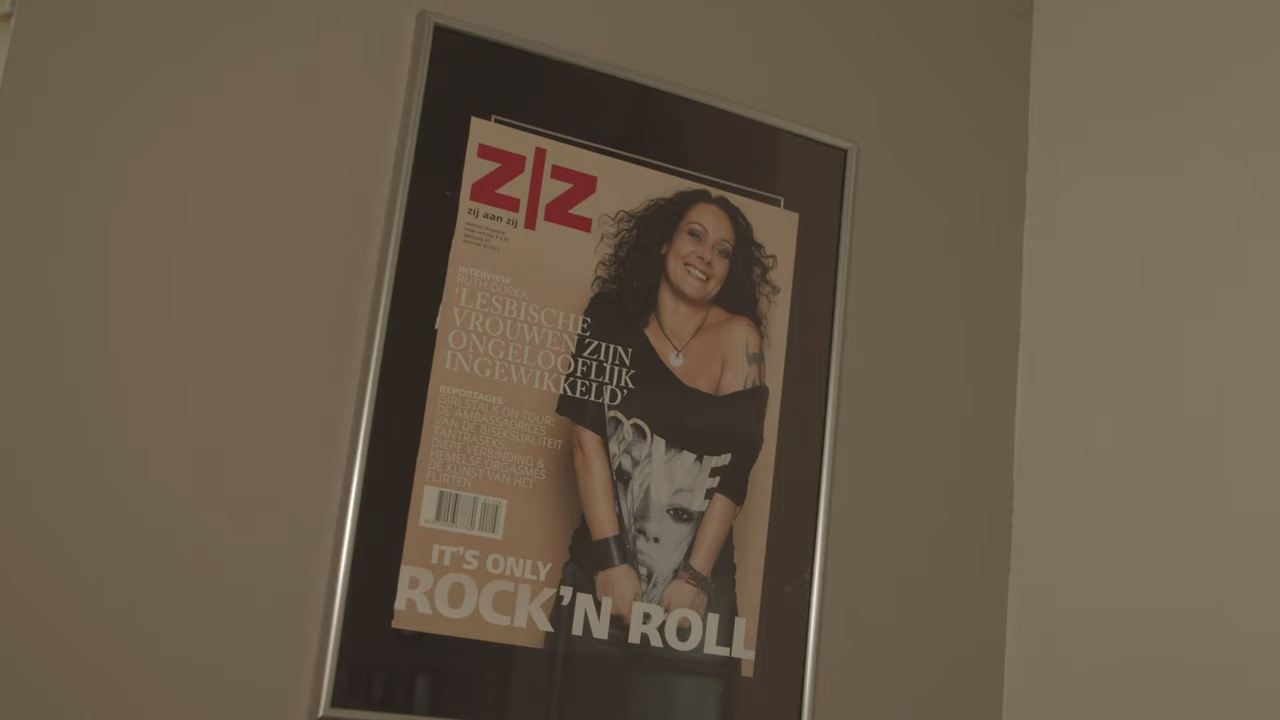 Z|Z
zij aan zij
INTERVIEW
RUTH DORKA
'LESBISCHE
VROUWEN ZIJN
ONGELOOFLIJK
INGEWIKKELD'
REPORTAGES
GIRLSTALK ON TOUR:
DE AMBASSADRICES
VAN DE BISEKSUALITEIT
TANTRASEKS:
DIEPE VERBINDING &
HEMELSE ORGASMES
DE KUNST VAN HET
FLIRTEN
LOVE
IT'S ONLY
ROCK'N ROLL